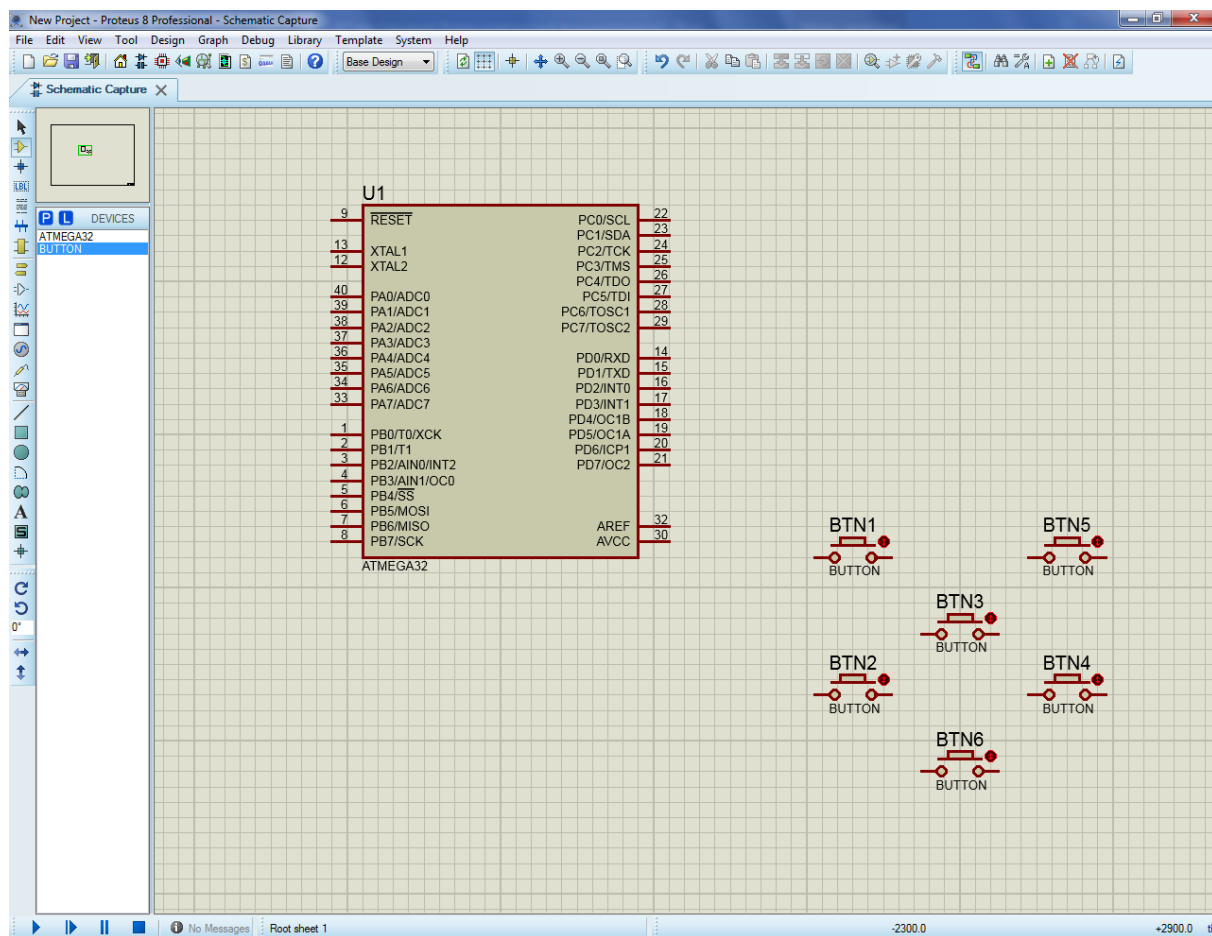 New Project - Proteus 8 Professional - Schematic Capture
File Edit View Tool Design Graph Debug Library Template System Help
Base Design
Schematic Capture
LBL
P L DEVICES
ATMEGA32
BUTTON
A
S
0°
U1
9 RESET
13 XTAL1
12 XTAL2
40 PA0/ADC0
39 PA1/ADC1
38 PA2/ADC2
37 PA3/ADC3
36 PA4/ADC4
35 PA5/ADC5
34 PA6/ADC6
33 PA7/ADC7
1 PB0/T0/XCK
2 PB1/T1
3 PB2/AIN0/INT2
4 PB3/AIN1/OC0
5 PB4/SS
6 PB5/MOSI
7 PB6/MISO
8 PB7/SCK
PC0/SCL 22
PC1/SDA 23
PC2/TCK 24
PC3/TMS 25
PC4/TDO 26
PC5/TDI 27
PC6/TOSC1 28
PC7/TOSC2 29
PD0/RXD 14
PD1/TXD 15
PD2/INT0 16
PD3/INT1 17
PD4/OC1B 18
PD5/OC1A 19
PD6/ICP1 20
PD7/OC2 21
AREF 32
AVCC 30
ATMEGA32
BTN1
BUTTON
BTN5
BUTTON
BTN3
BUTTON
BTN2
BUTTON
BTN4
BUTTON
BTN6
BUTTON
No Messages Root sheet 1 -2300.0 +2900.0